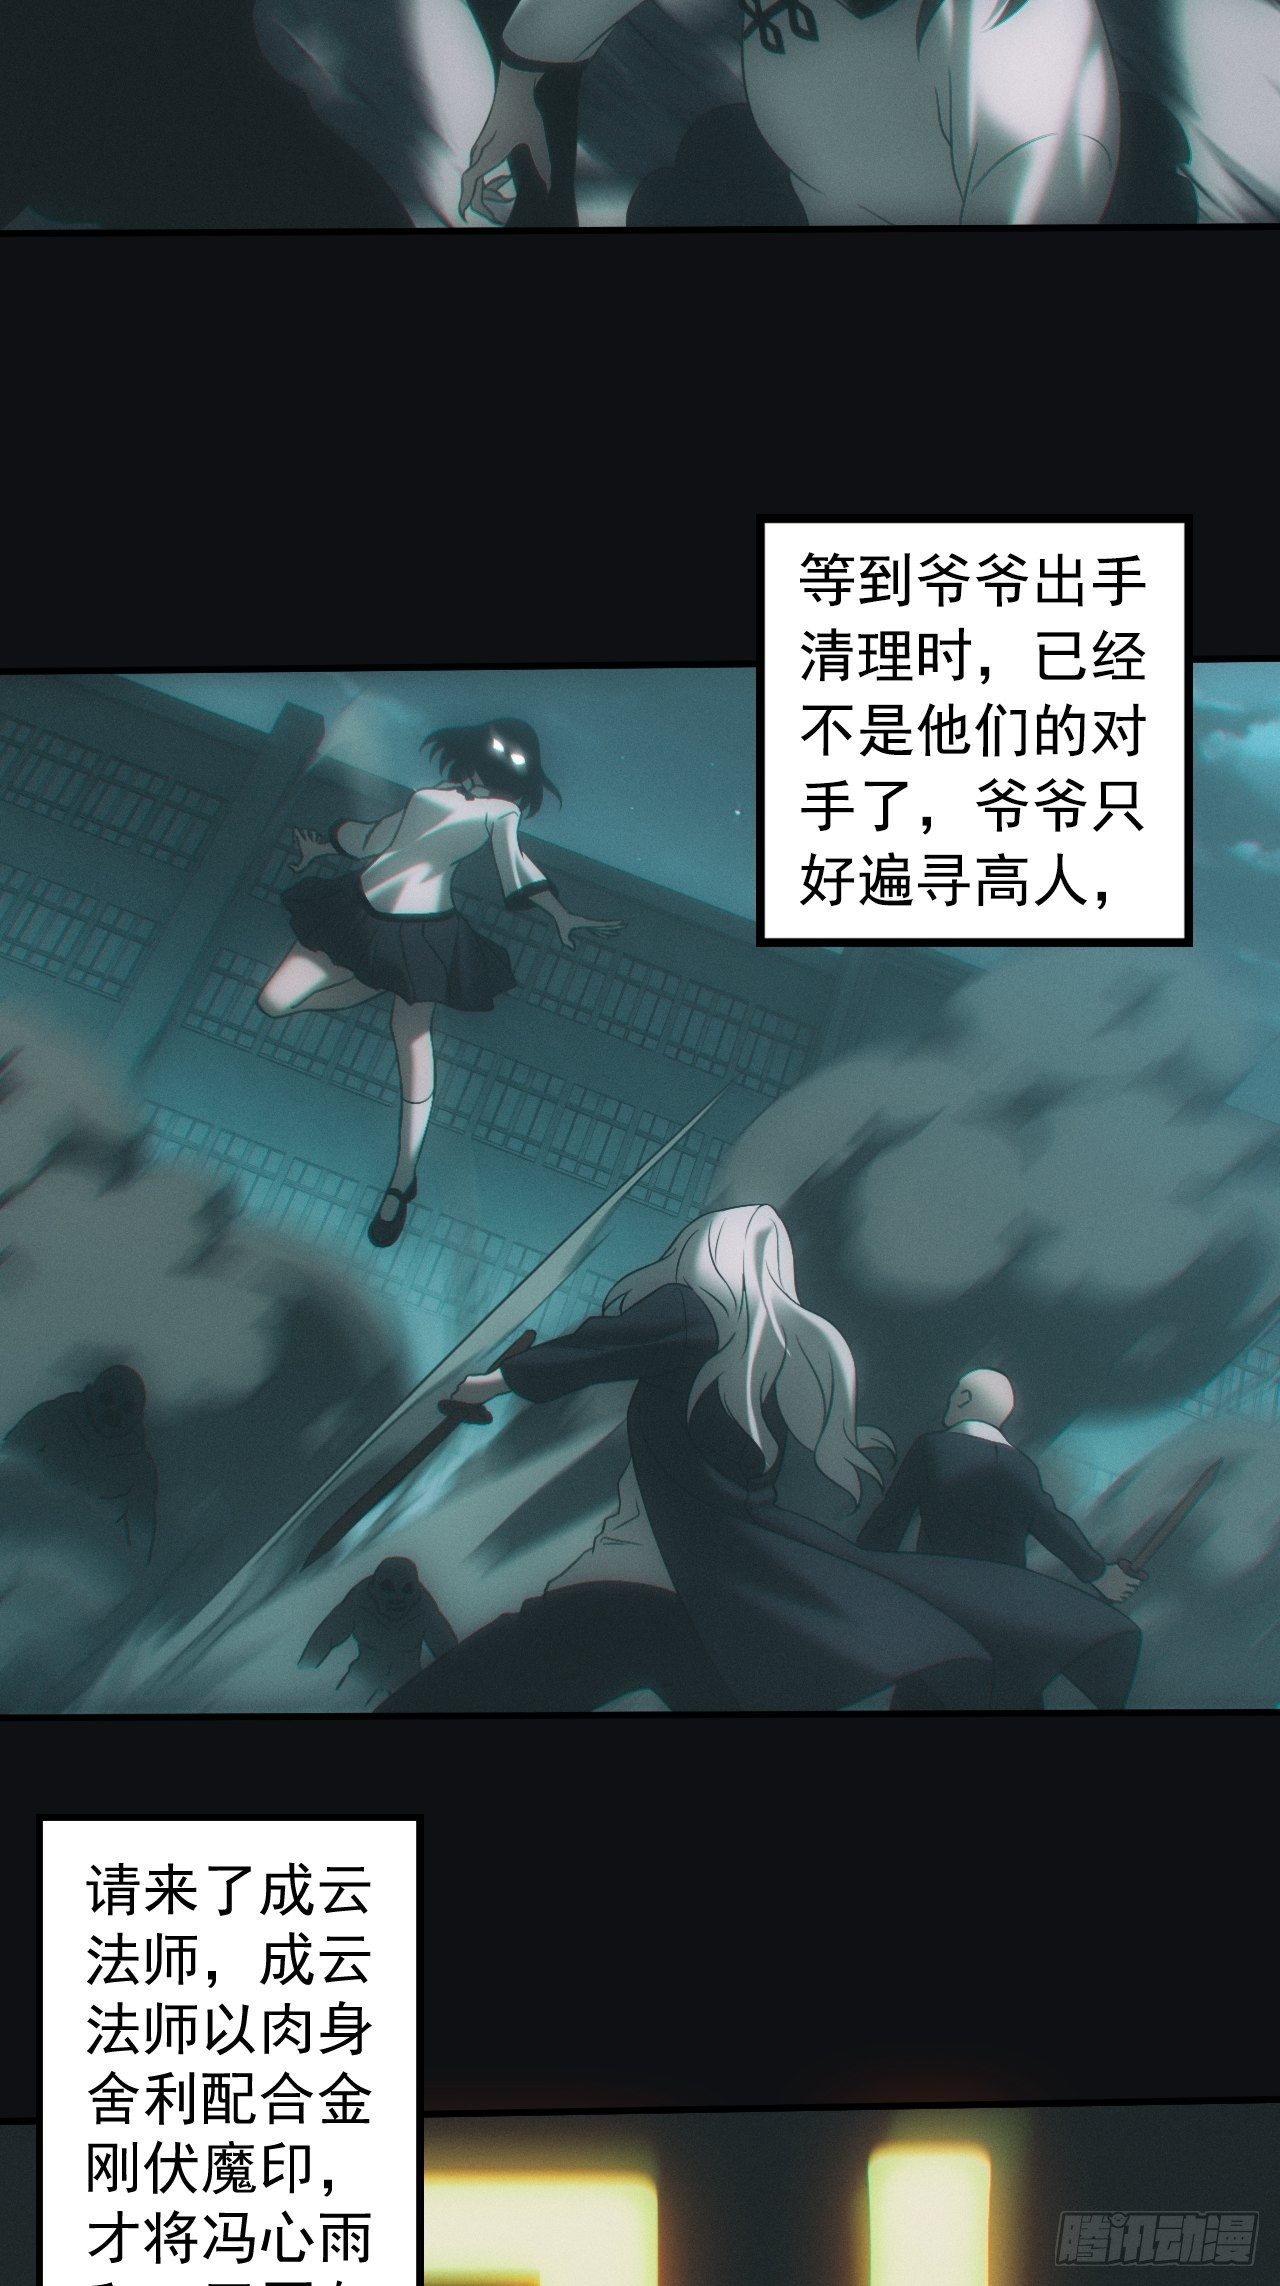 等到爷爷出手
清理时，已经
不是他们的对
手了，爷爷只
好遍寻高人，
请来了成云
法师，成云
法师以肉身
舍利配合金
刚伏魔印，
才将冯心雨
腾讯动漫